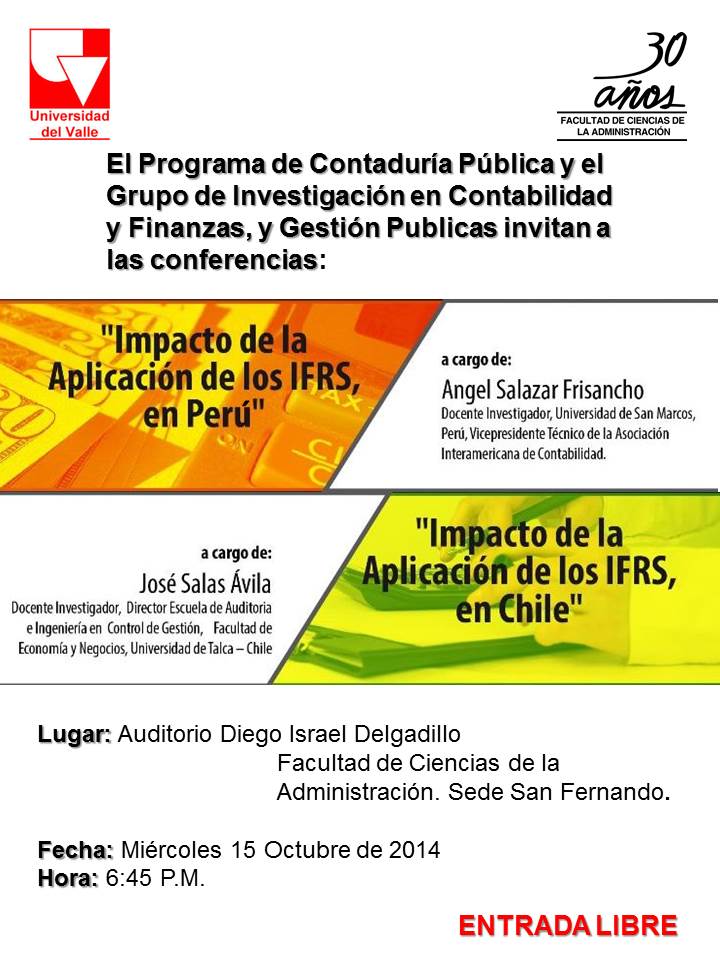 Universidad
del Valle
30
años
FACULTAD DE CIENCIAS DE
LA ADMINISTRACIÓN
El Programa de Contaduría Pública y el
Grupo de Investigación en Contabilidad
y Finanzas, y Gestión Publicas invitan a
las conferencias:
"Impacto de la
Aplicación de los IFRS,
en Perú"
a cargo de:
Angel Salazar Frisancho
Docente Investigador, Universidad de San Marcos,
Perú, Vicepresidente Técnico de la Asociación
Interamericana de Contabilidad.
TAX
ON
CE
a cargo de:
José Salas Ávila
Docente Investigador, Director Escuela de Auditoria
e Ingeniería en Control de Gestión, Facultad de
Economía y Negocios, Universidad de Talca – Chile
"Impacto de la
Aplicación de los IFRS,
en Chile"
Lugar: Auditorio Diego Israel Delgadillo
Facultad de Ciencias de la
Administración. Sede San Fernando.
Fecha: Miércoles 15 Octubre de 2014
Hora: 6:45 P.M.
ENTRADA LIBRE